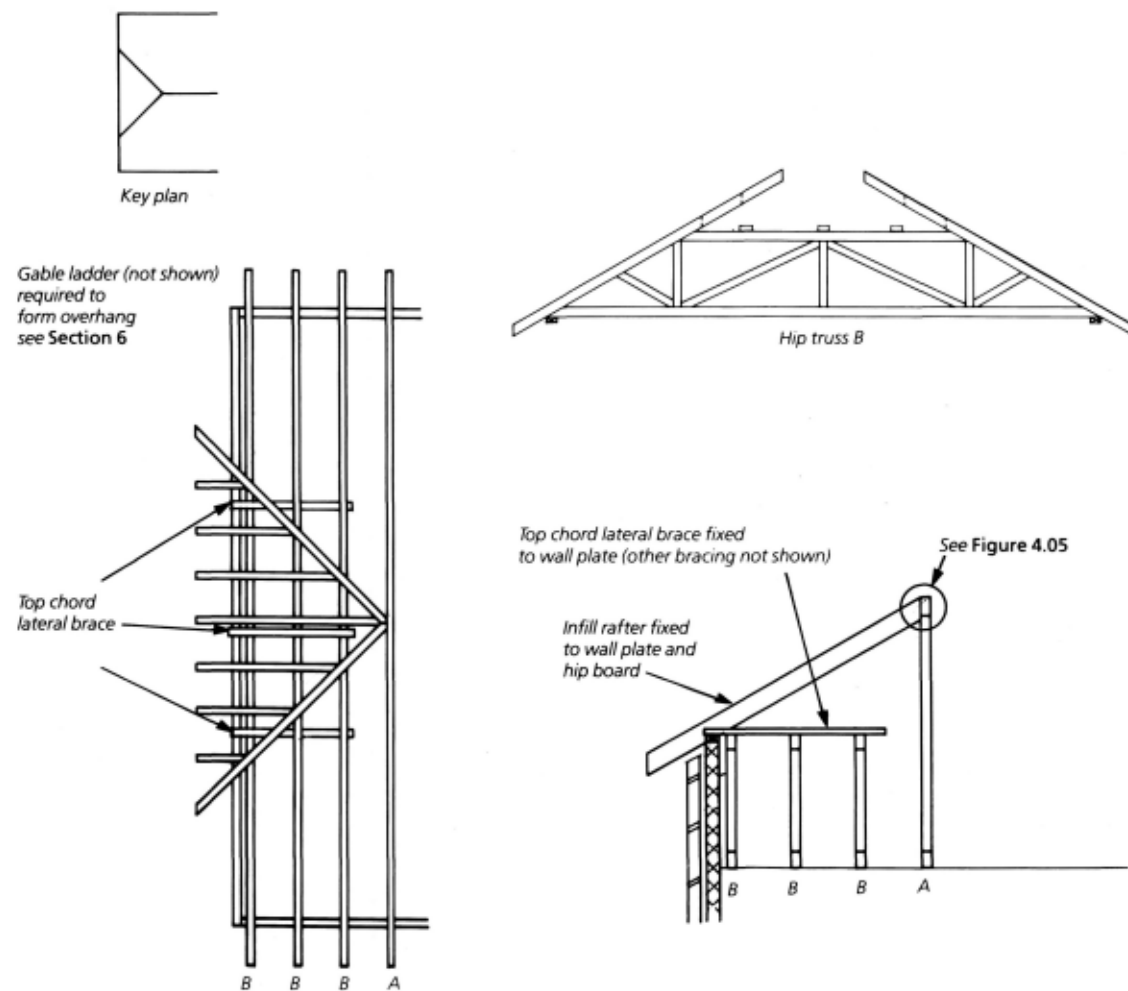 Key plan
Gable ladder (not shown)
required to
form overhang
see Section 6
Hip truss B
Top chord
lateral brace
B B B A
Top chord lateral brace fixed
to wall plate (other bracing not shown)
See Figure 4.05
Infill rafter fixed
to wall plate and
hip board
B B B A